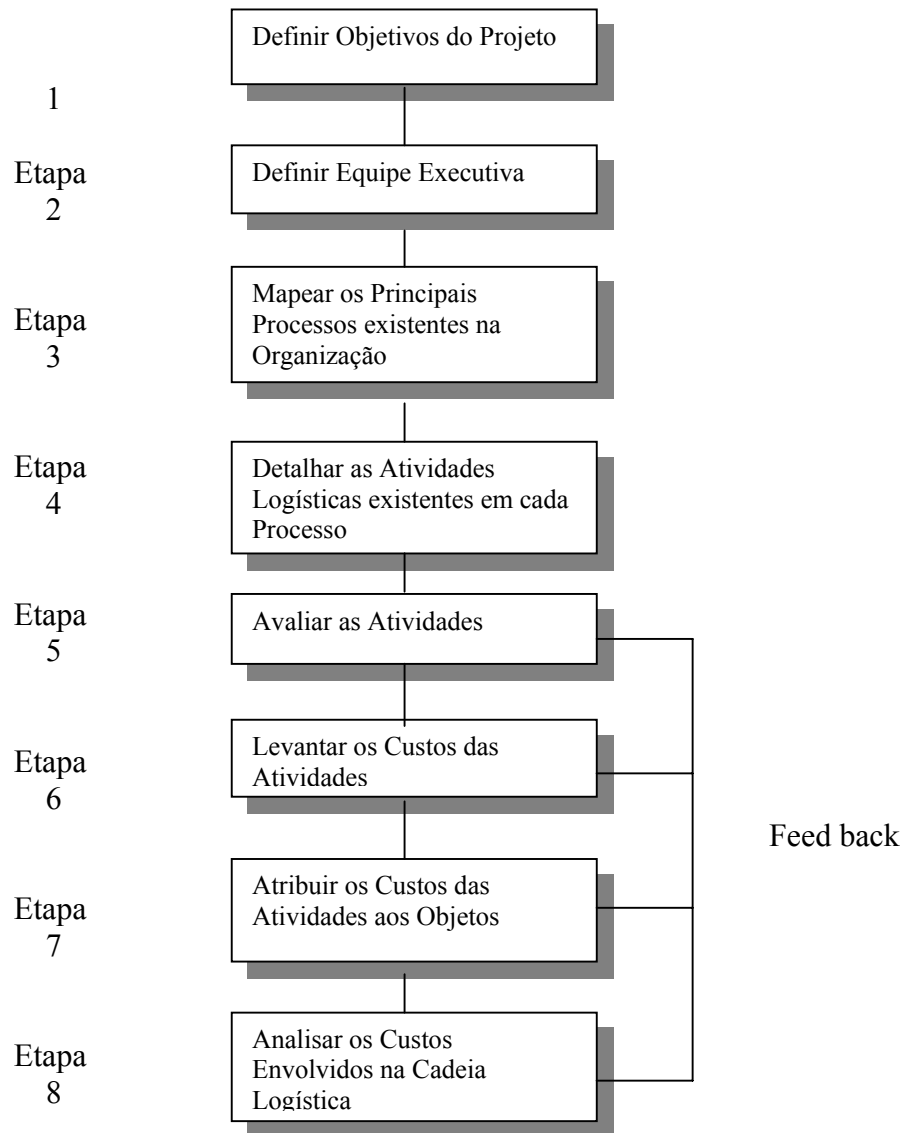 Definir Objetivos do Projeto
1
Etapa
2
Definir Equipe Executiva
Etapa
3
Mapear os Principais
Processos existentes na
Organização
Etapa
4
Detalhar as Atividades
Logísticas existentes em cada
Processo
Etapa
5
Avaliar as Atividades
Etapa
6
Levantar os Custos das
Atividades
Feed back
Etapa
7
Atribuir os Custos das
Atividades aos Objetos
Etapa
8
Analisar os Custos
Envolvidos na Cadeia
Logística